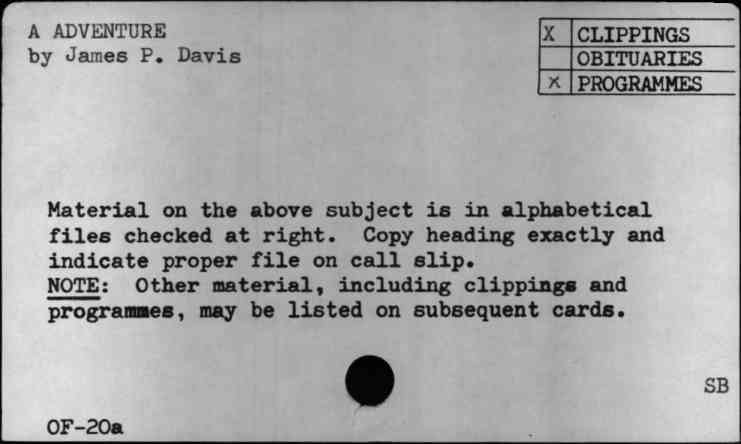 A ADVENTURE
by James P. Davis
X CLIPPINGS
OBITUARIES
X PROGRAMMES
Material on the above subject is in alphabetical
files checked at right. Copy heading exactly and
indicate proper file on call slip.
NOTE: Other material, including clippings and
programmes, may be listed on subsequent cards.
SB
OF-20a